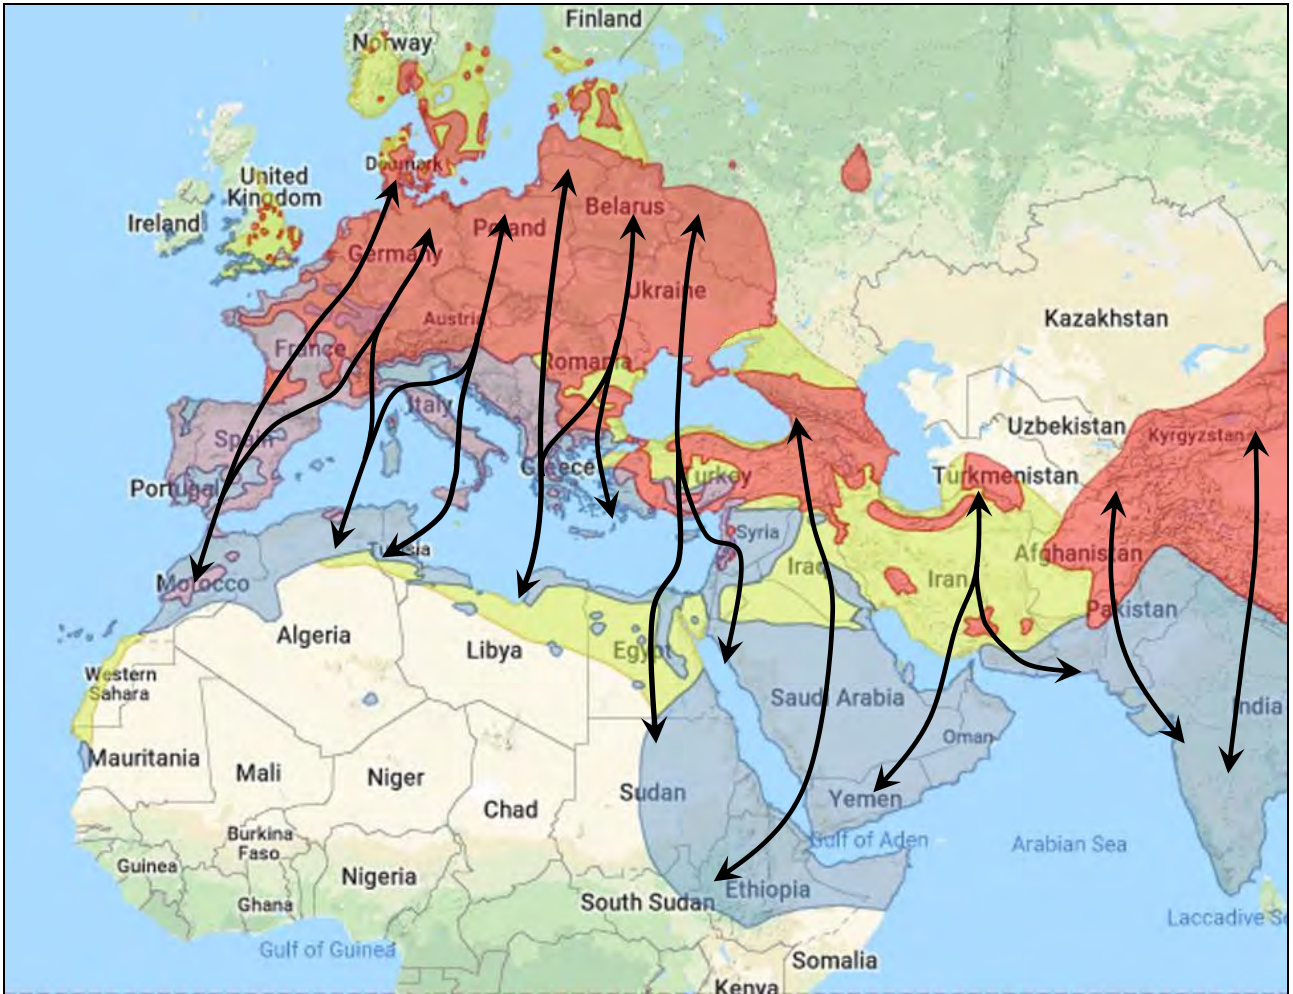 Finland
Norway
Denmark
United
Kingdom
Ireland
Belarus
Poland
Germany
Ukraine
Austria
Kazakhstan
France
Romania
Italy
Uzbekistan
Kyrgyzstan
Spain
Greece
Turkey
Turkmenistan
Portugal
Syria
Tunisia
Afghanistan
Iraq
Iran
Morocco
Pakistan
Algeria
Libya
Egypt
Western
Sahara
Saudi Arabia
India
Oman
Mauritania
Mali
Niger
Chad
Sudan
Yemen
Burkina
Faso
Gulf of Aden
Arabian Sea
Guinea
Nigeria
Ethiopia
Ghana
South Sudan
Laccadive Se
Gulf of Guinea
Somalia
Kenya